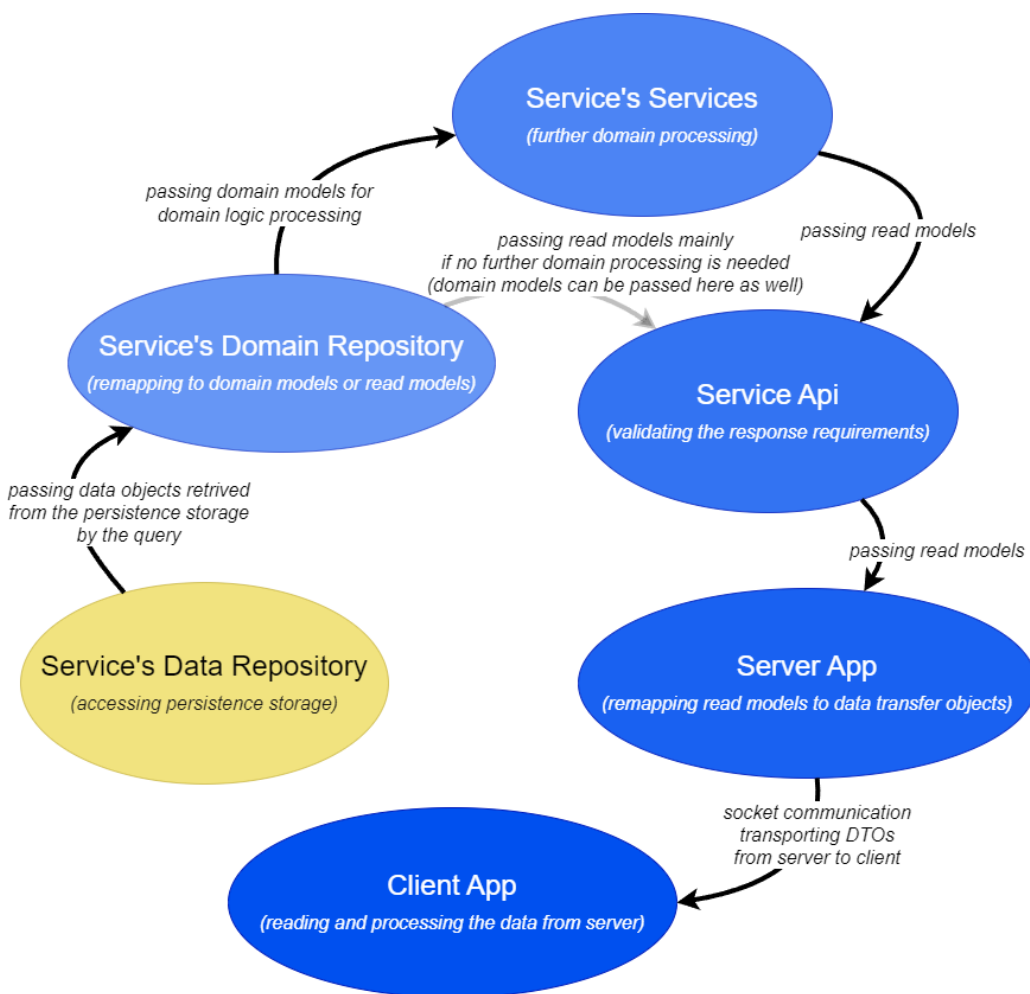 Service's Services
(further domain processing)
passing domain models for
domain logic processing
passing read models mainly
if no further domain processing is needed
(domain models can be passed here as well)
passing read models
Service's Domain Repository
(remapping to domain models or read models)
Service Api
(validating the response requirements)
passing data objects retrived
from the persistence storage
by the query
passing read models
Service's Data Repository
(accessing persistence storage)
Server App
(remapping read models to data transfer objects)
socket communication
transporting DTOs
from server to client
Client App
(reading and processing the data from server)